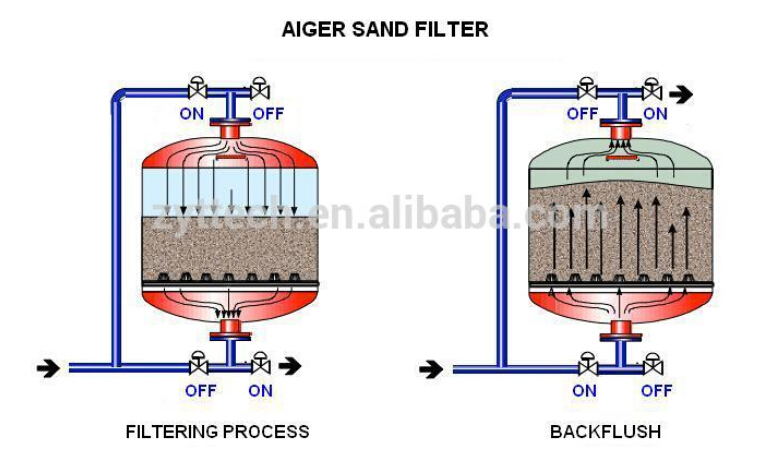 AIGER SAND FILTER
ON OFF OFF ON
zyttech.en.alibaba.com
OFF ON ON OFF
FILTERING PROCESS BACKFLUSH